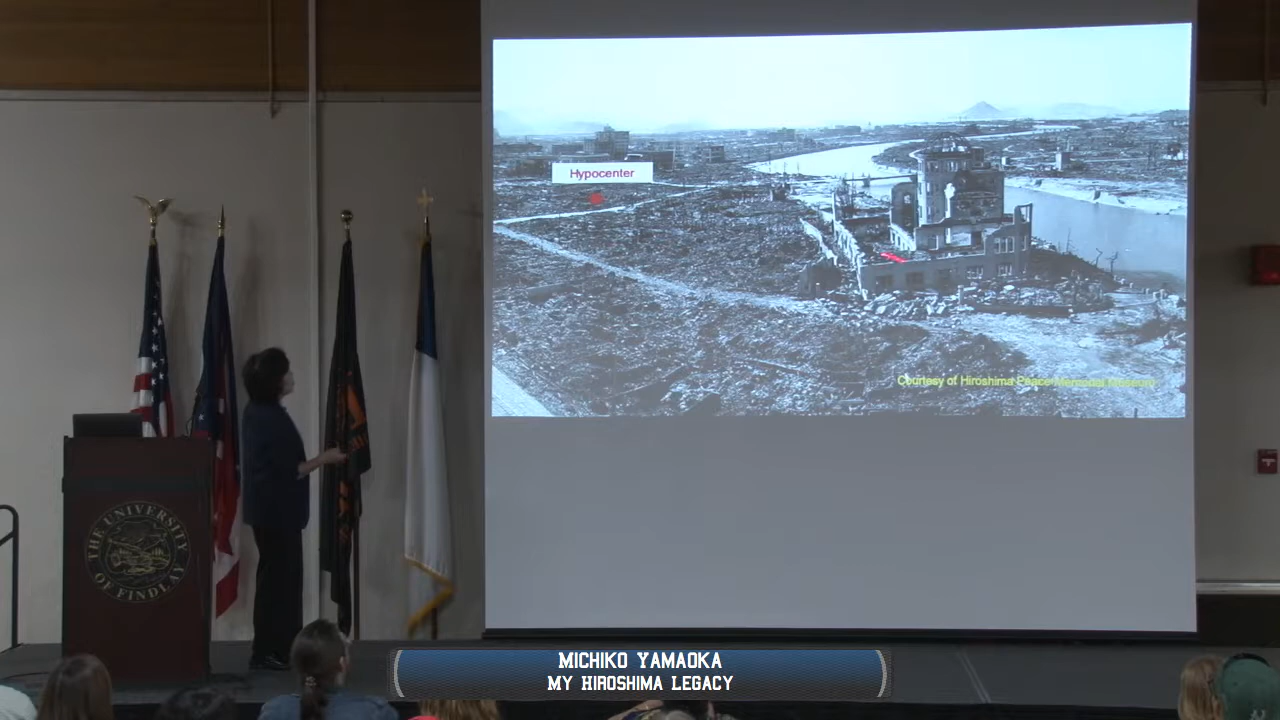 Hypocenter
Courtesy of Hiroshima Peace Memorial Museum
THE UNIVERSITY
OF FINDLAY
MICHIKO YAMAOKA
MY HIROSHIMA LEGACY